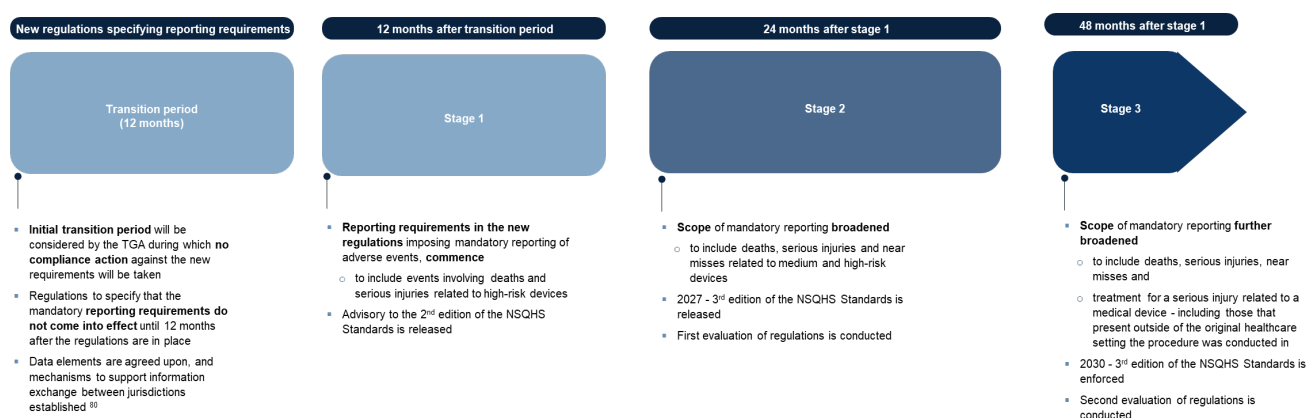 New regulations specifying reporting requirements
Transition period
(12 months)
Initial transition period will be
considered by the TGA during which no
compliance action against the new
requirements will be taken
Regulations to specify that the
mandatory reporting requirements do
not come into effect until 12 months
after the regulations are in place
Data elements are agreed upon, and
mechanisms to support information
exchange between jurisdictions
established 80
12 months after transition period
Stage 1
Reporting requirements in the new
regulations imposing mandatory reporting of
adverse events, commence
to include events involving deaths and
serious injuries related to high-risk devices
Advisory to the 2nd edition of the NSQHS
Standards is released
24 months after stage 1
Stage 2
Scope of mandatory reporting broadened
to include deaths, serious injuries and near
misses related to medium and high-risk
devices
2027 - 3rd edition of the NSQHS Standards is
released
First evaluation of regulations is conducted
48 months after stage 1
Stage 3
Scope of mandatory reporting further
broadened
to include deaths, serious injuries, near
misses and
treatment for a serious injury related to a
medical device - including those that
present outside of the original healthcare
setting the procedure was conducted in
2030 - 3rd edition of the NSQHS Standards is
enforced
Second evaluation of regulations is
conducted